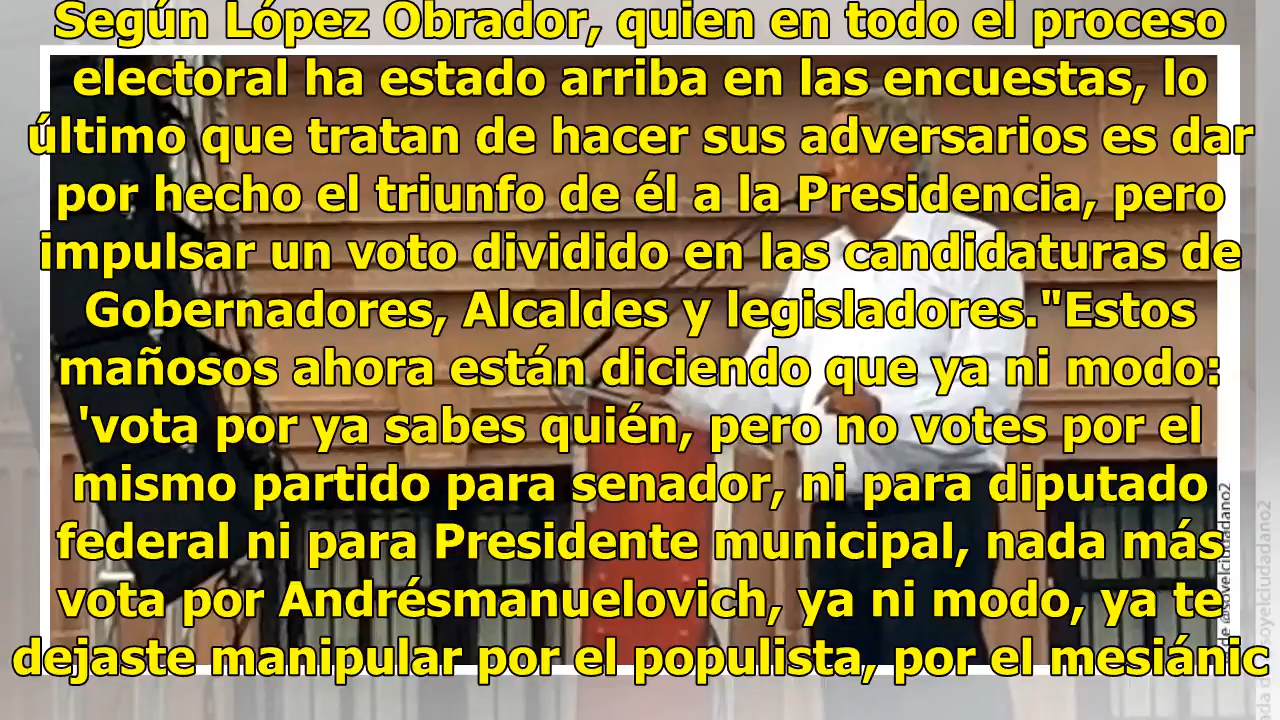 Según López Obrador, quien en todo el proceso
electoral ha estado arriba en las encuestas, lo
último que tratan de hacer sus adversarios es dar
por hecho el triunfo de él a la Presidencia, pero
impulsar un voto dividido en las candidaturas de
Gobernadores, Alcaldes y legisladores."Estos
mañosos ahora están diciendo que ya ni modo:
'vota por ya sabes quién, pero no votes por el
mismo partido para senador, ni para diputado
federal ni para Presidente municipal, nada más
vota por Andrésmanuelovich, ya ni modo, ya te
dejaste manipular por el populista, por el mesiánic
de @soyelciudadano2